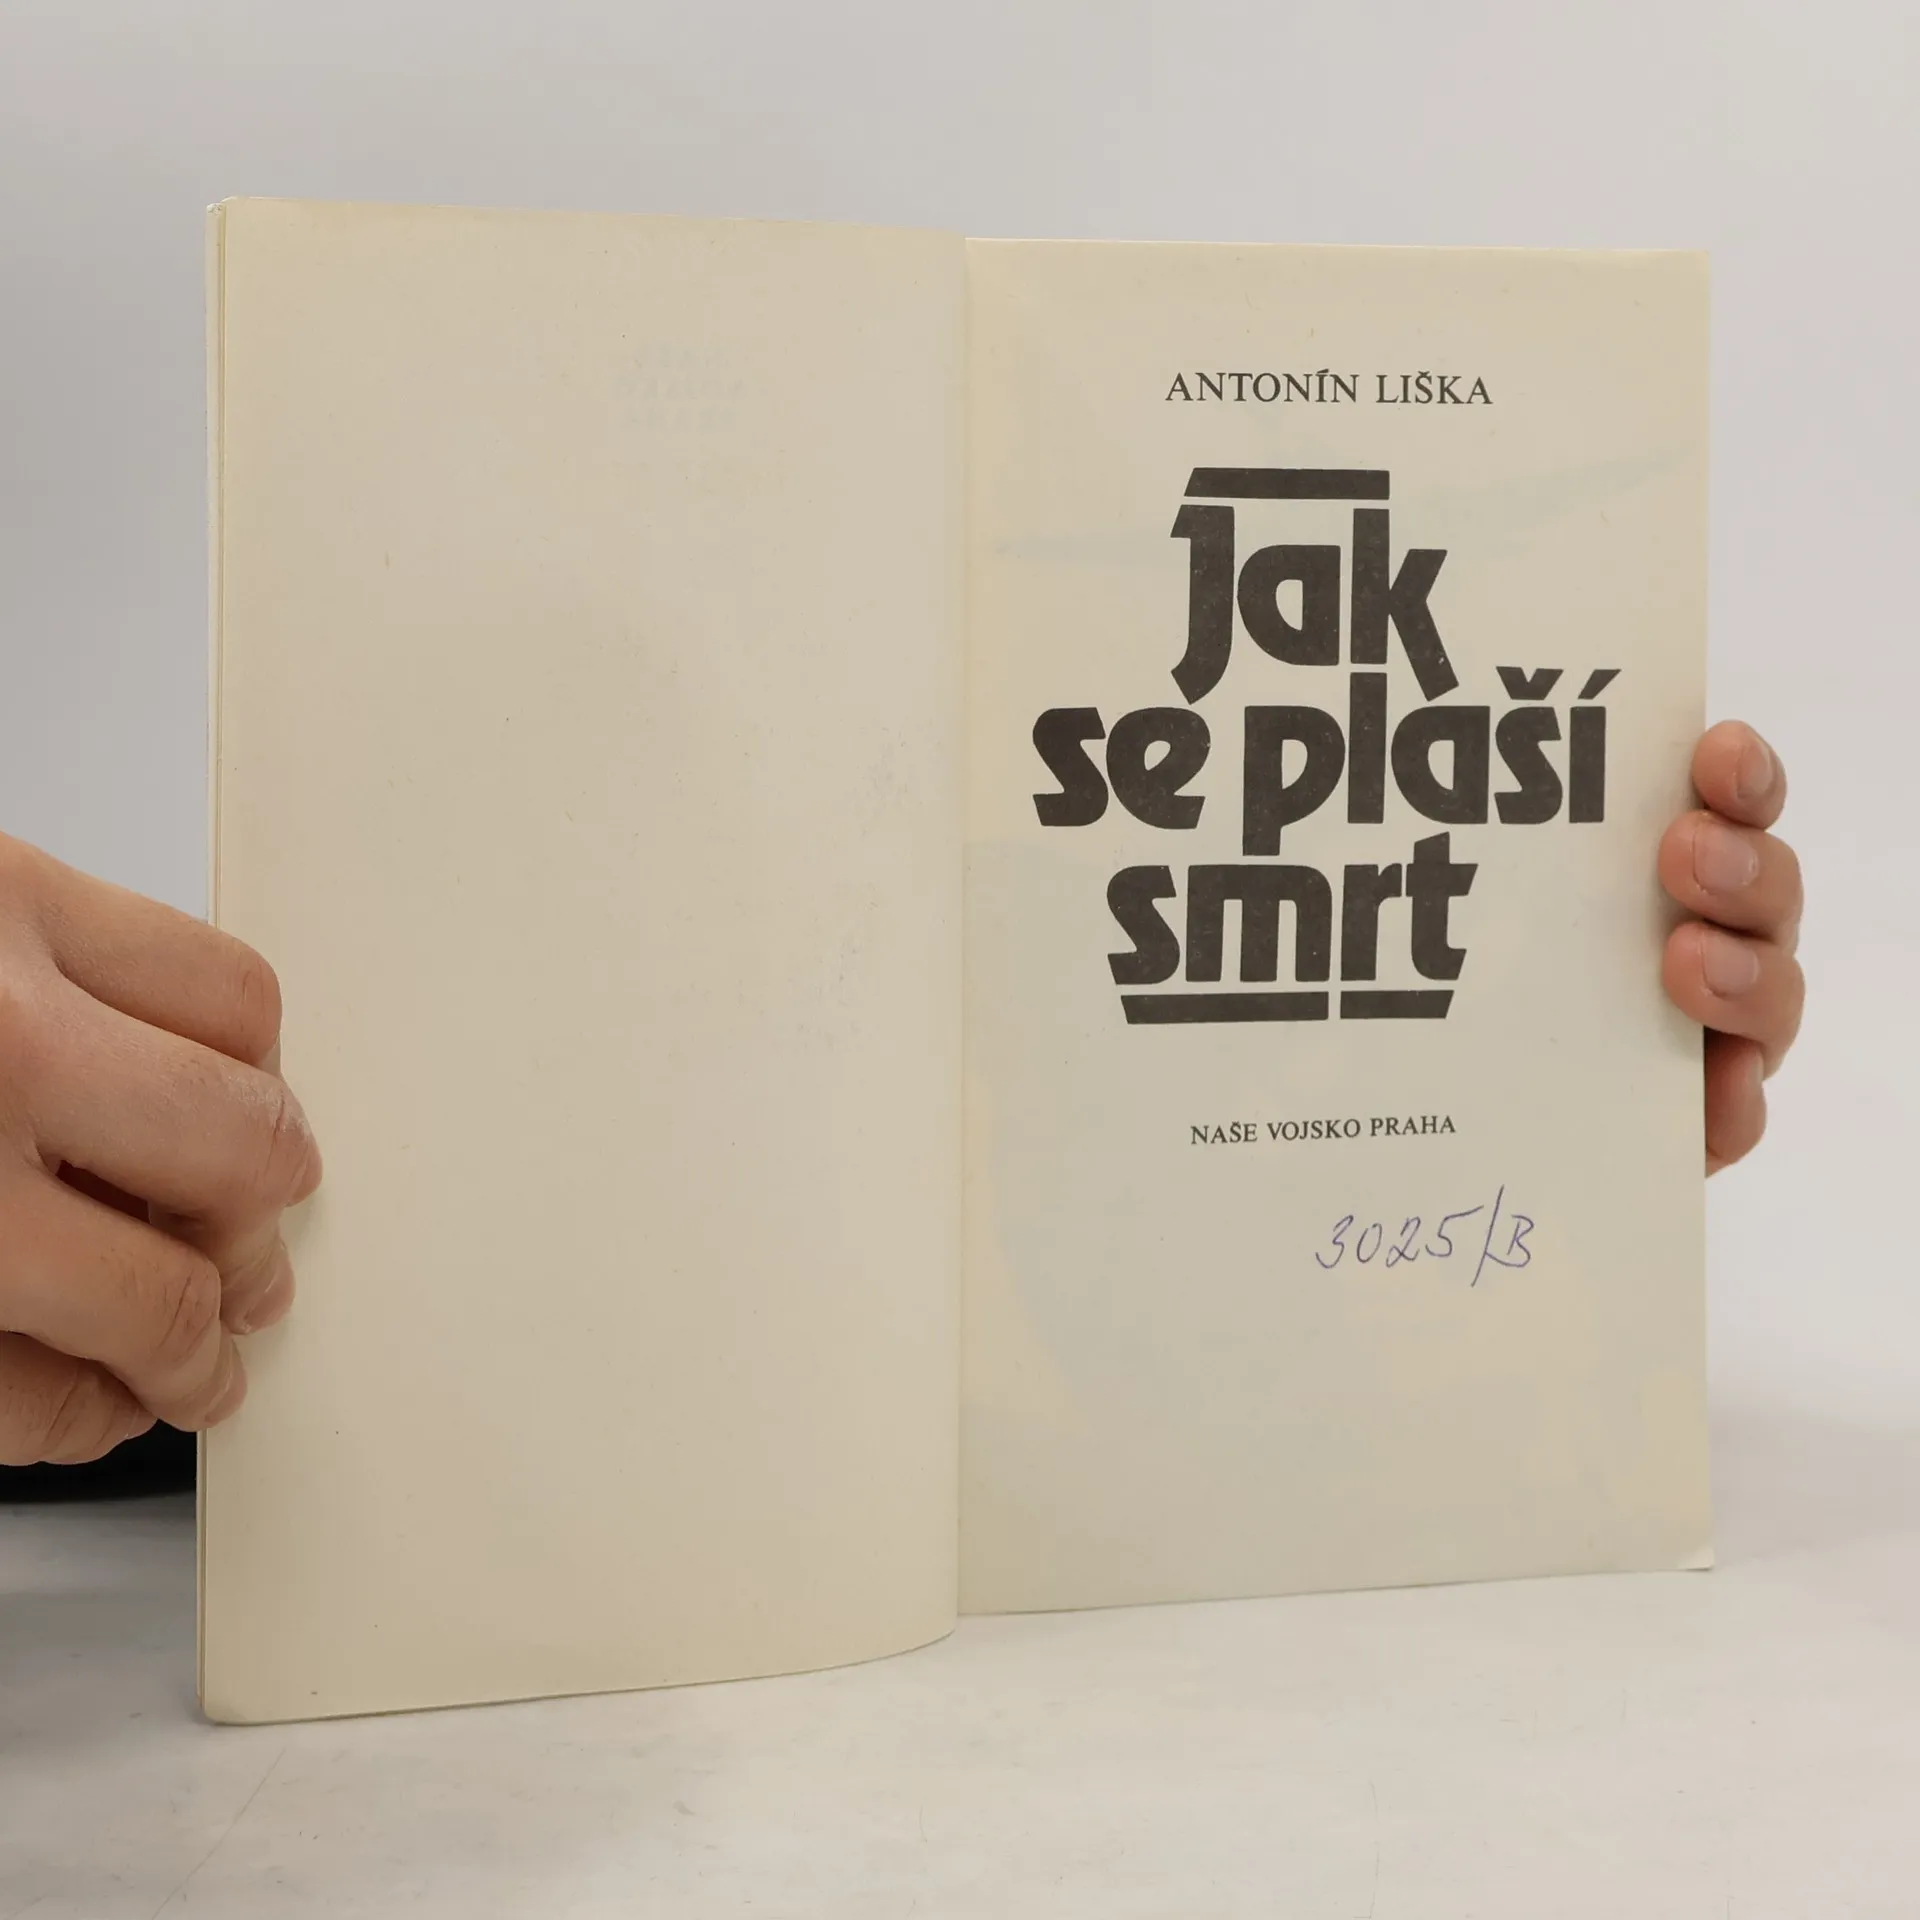 ANTONÍN LIŠKA
Jak
se plaší
smrt
NAŠE VOJSKO PRAHA
3025/B